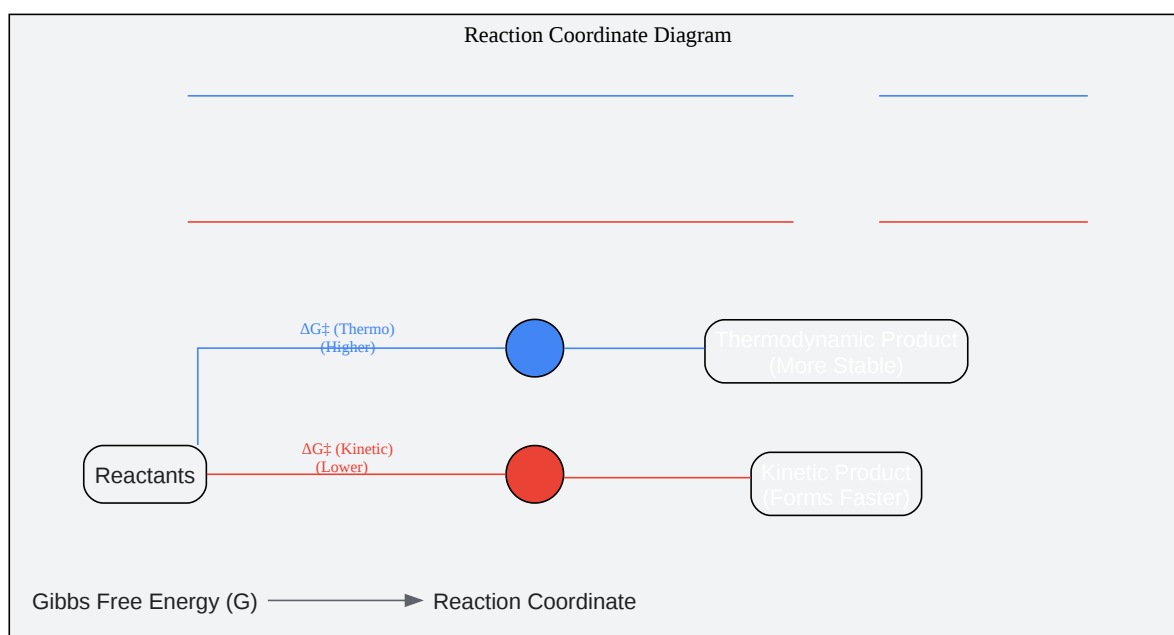 Reaction Coordinate Diagram
ΔG‡ (Thermo)
(Higher)
Thermodynamic Product
(More Stable)
Reactants
ΔG‡ (Kinetic)
(Lower)
Kinetic Product
(Forms Faster)
Gibbs Free Energy (G)
Reaction Coordinate